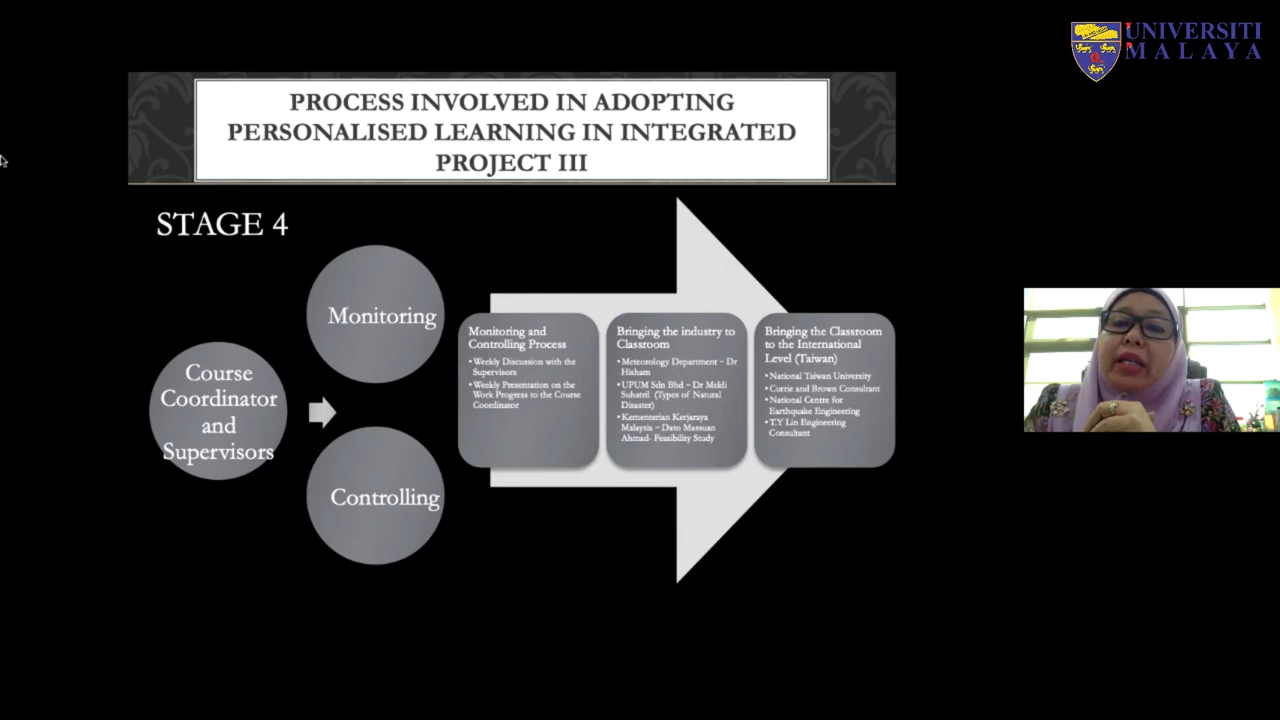 UNIVERSITI
MALAYA
PROCESS INVOLVED IN ADOPTING
PERSONALISED LEARNING IN INTEGRATED
PROJECT III
STAGE 4
Course
Coordinator
and
Supervisors
Monitoring
Controlling
Monitoring and
Controlling Process
•Weekly Discussion with the
Supervisors
•Weekly Presentation on the
Work Progress to the Course
Coordinator
Bringing the industry to
Classroom
•Meteorology Department – Dr
Hisham
•UPUM Sdn Bhd – Dr Meldi
Suhatril (Types of Natural
Disaster)
•Kementerian Kerjaraya
Malaysia – Dato Massuan
Ahmad- Feasibility Study
Bringing the Classroom
to the International
Level (Taiwan)
•National Taiwan University
•Currie and Brown Consultant
•National Centre for
Earthquake Engineering
•T.Y Lin Engineering
Consultant